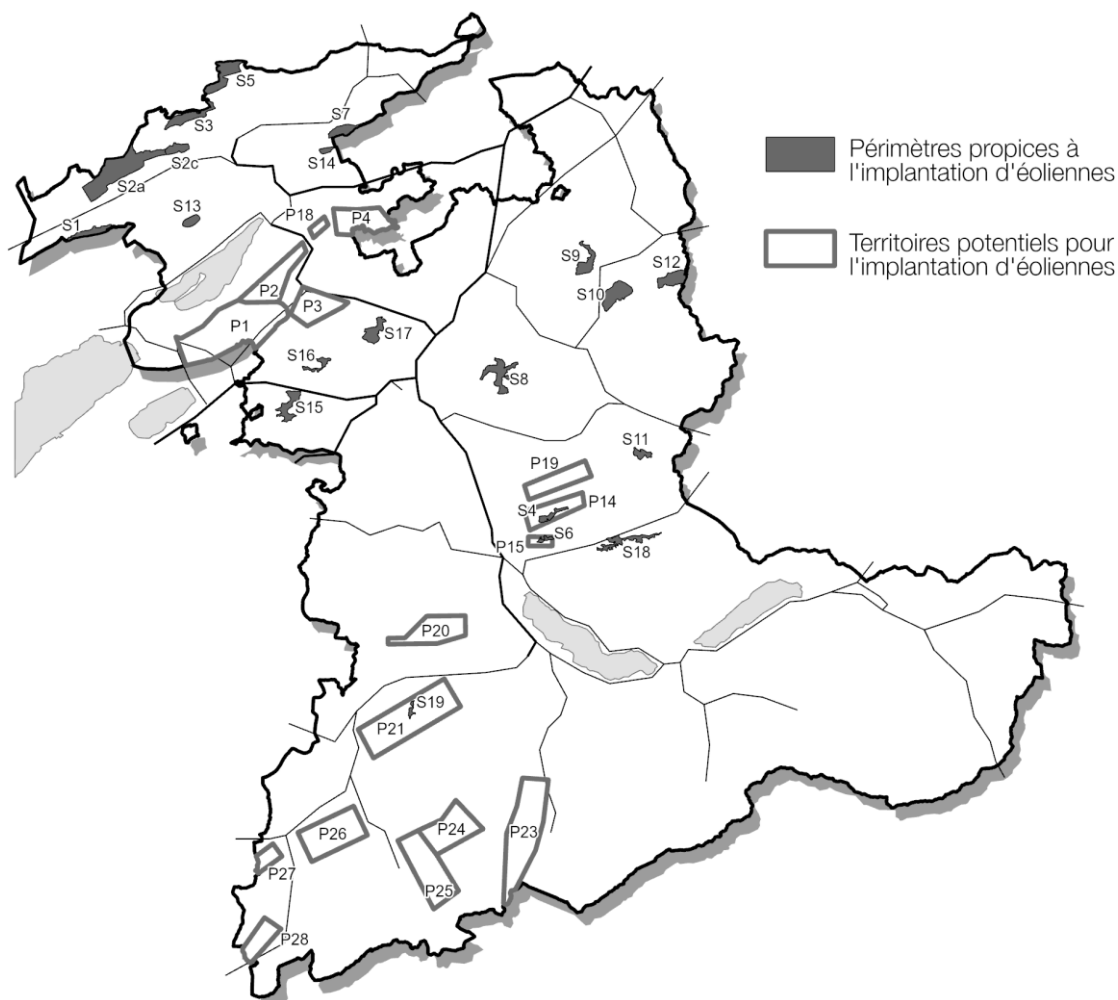 S5
S3
S7
S2c
S14
S2a
S1
S13
P18
P4
P2
P1
P3
S17
S16
S15
S9
S12
S10
S8
S11
P19
S4
P14
S6
P15
S18
P20
S19
P21
P26
P24
P23
P27
P25
P28
Périmètres propices à
l'implantation d'éoliennes
Territoires potentiels pour
l'implantation d'éoliennes